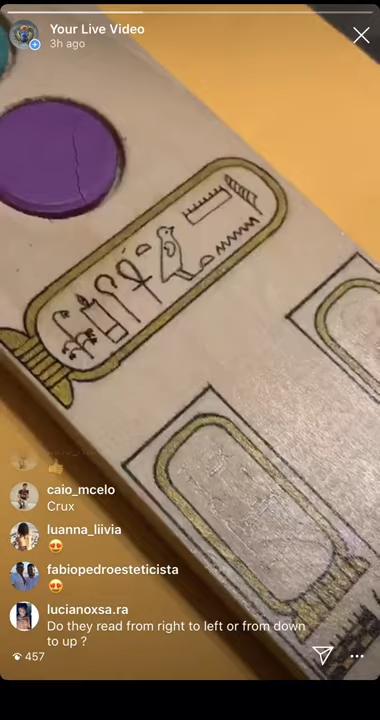 Your Live Video
3h ago
👍
caio_mcelo
Crux
luanna_liivia
😍
fabiopedroesteticista
😍
lucianoxsa.ra
Do they read from right to left or from down
to up ?
457